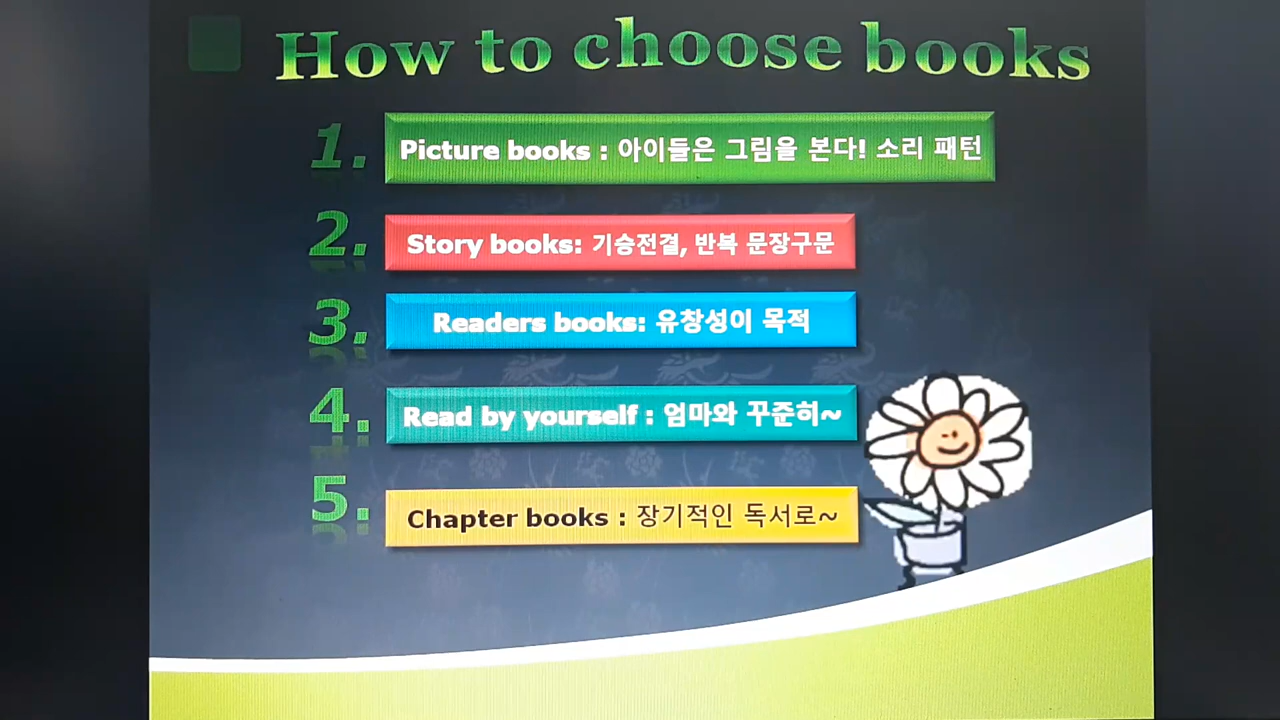 How to choose books
1. Picture books : 아이들은 그림을 본다! 소리 패턴
2. Story books: 기승전결, 반복 문장구문
3. Readers books: 유창성이 목적
4. Read by yourself : 엄마와 꾸준히~
5. Chapter books : 장기적인 독서로~